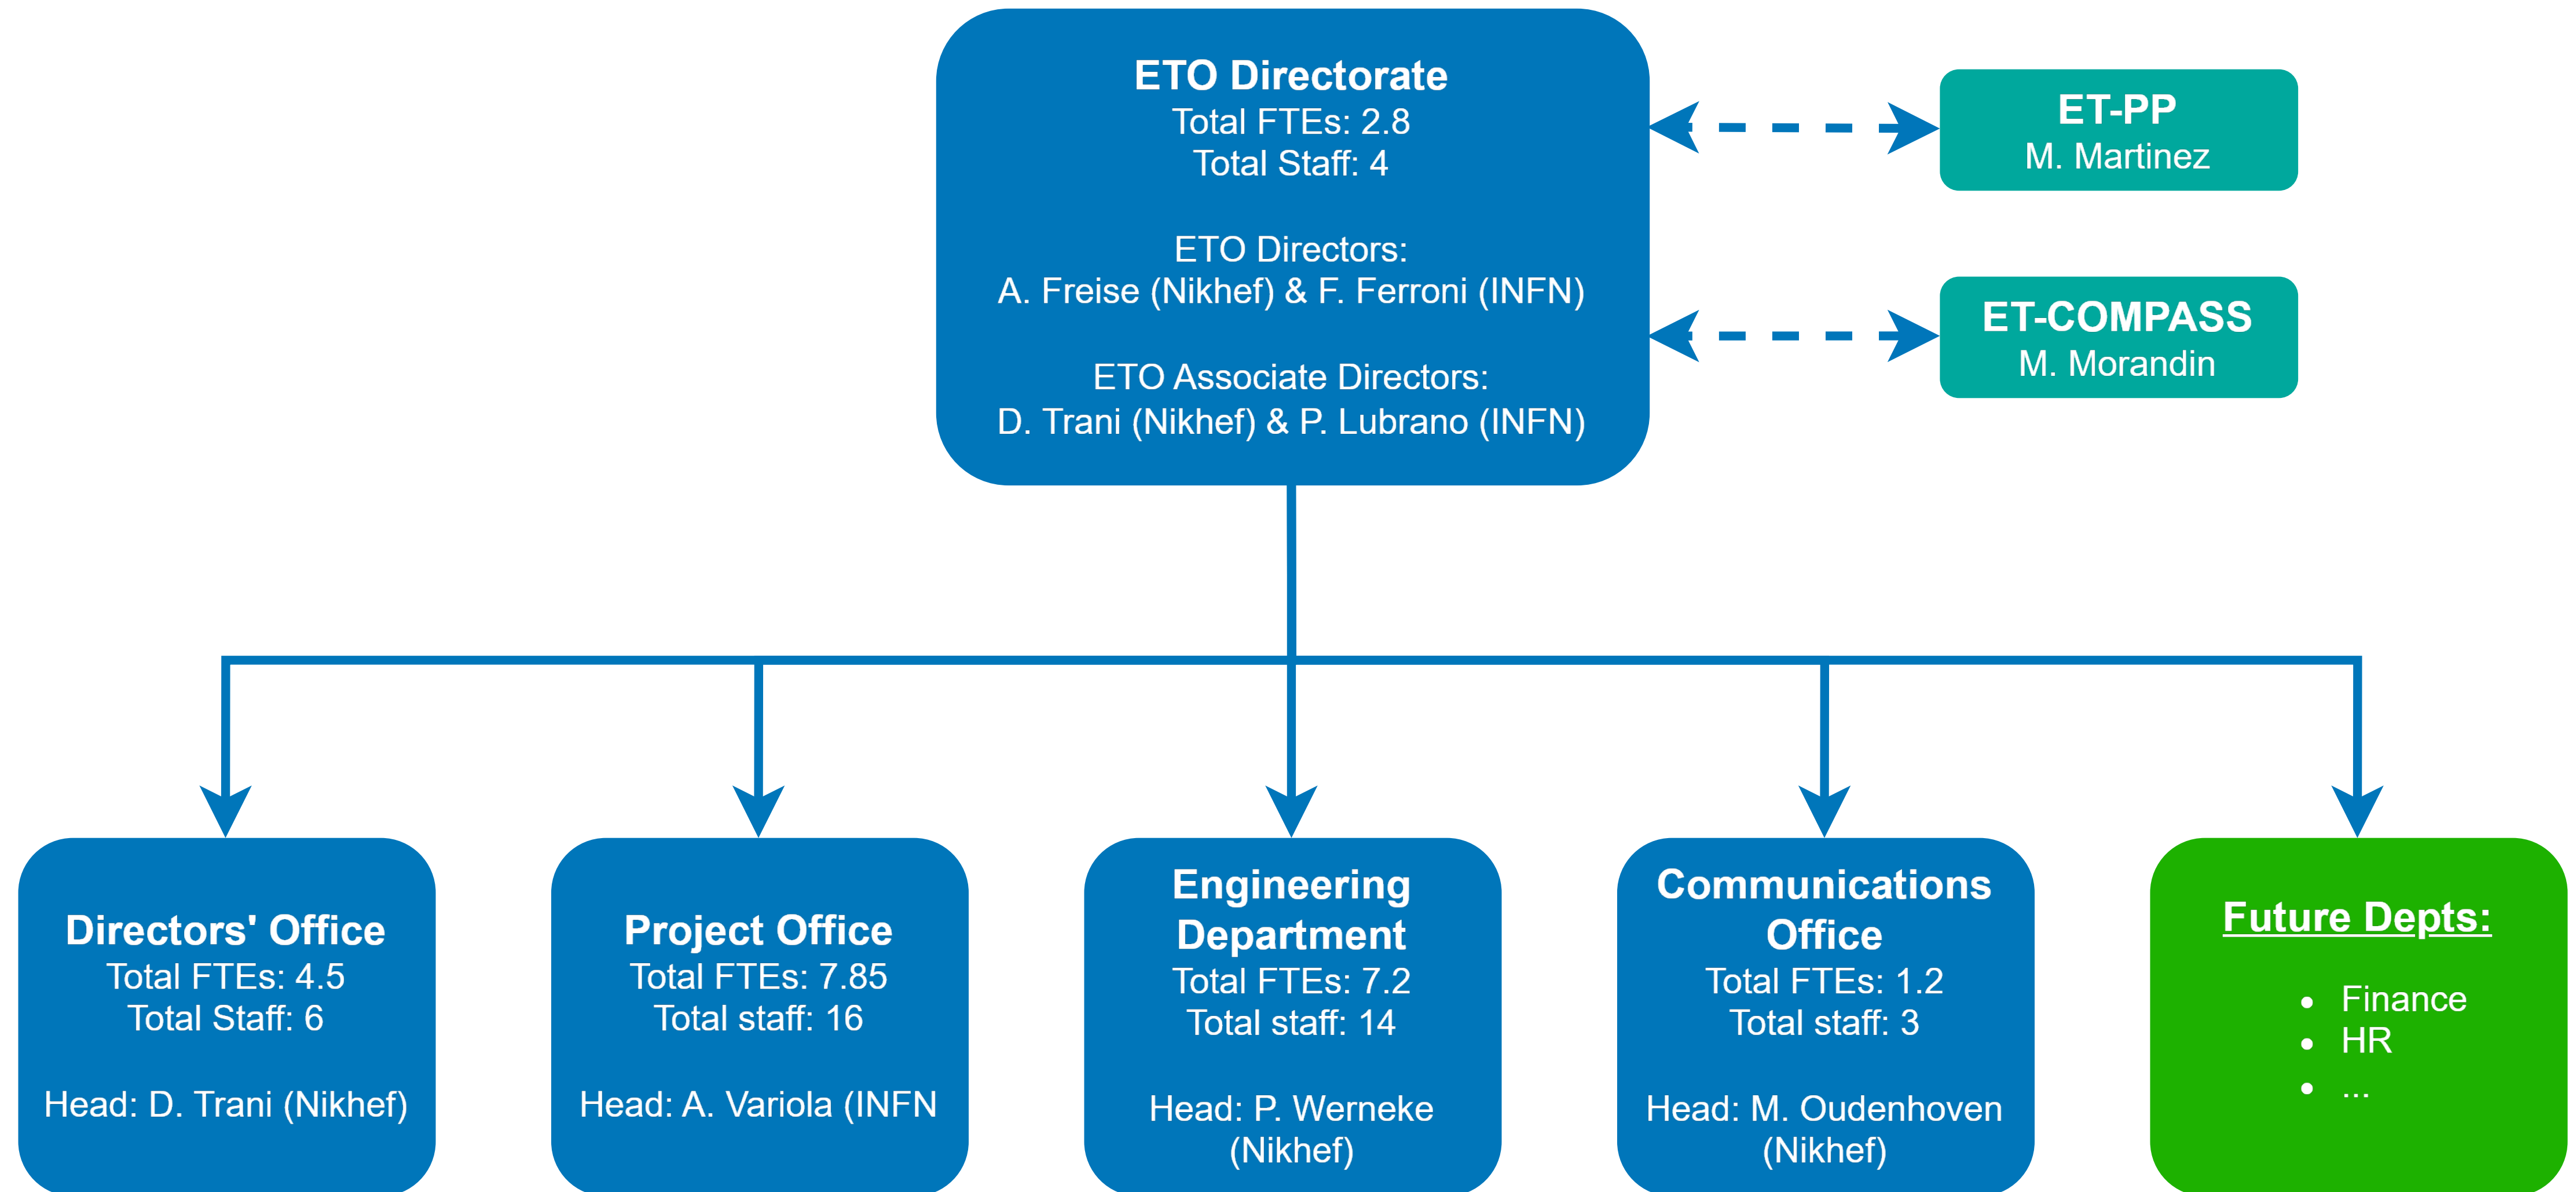 ETO Directorate
Total FTEs: 2.8
Total Staff: 4
ETO Directors:
A. Freise (Nikhef) & F. Ferroni (INFN)
ETO Associate Directors:
D. Trani (Nikhef) & P. Lubrano (INFN)
ET-PP
M. Martinez
ET-COMPASS
M. Morandin
Directors' Office
Total FTEs: 4.5
Total Staff: 6
Head: D. Trani (Nikhef)
Project Office
Total FTEs: 7.85
Total staff: 16
Head: A. Variola (INFN
Engineering
Department
Total FTEs: 7.2
Total staff: 14
Head: P. Werneke
(Nikhef)
Communications
Office
Total FTEs: 1.2
Total staff: 3
Head: M. Oudenhoven
(Nikhef)
Future Depts:
• Finance
• HR
• ...